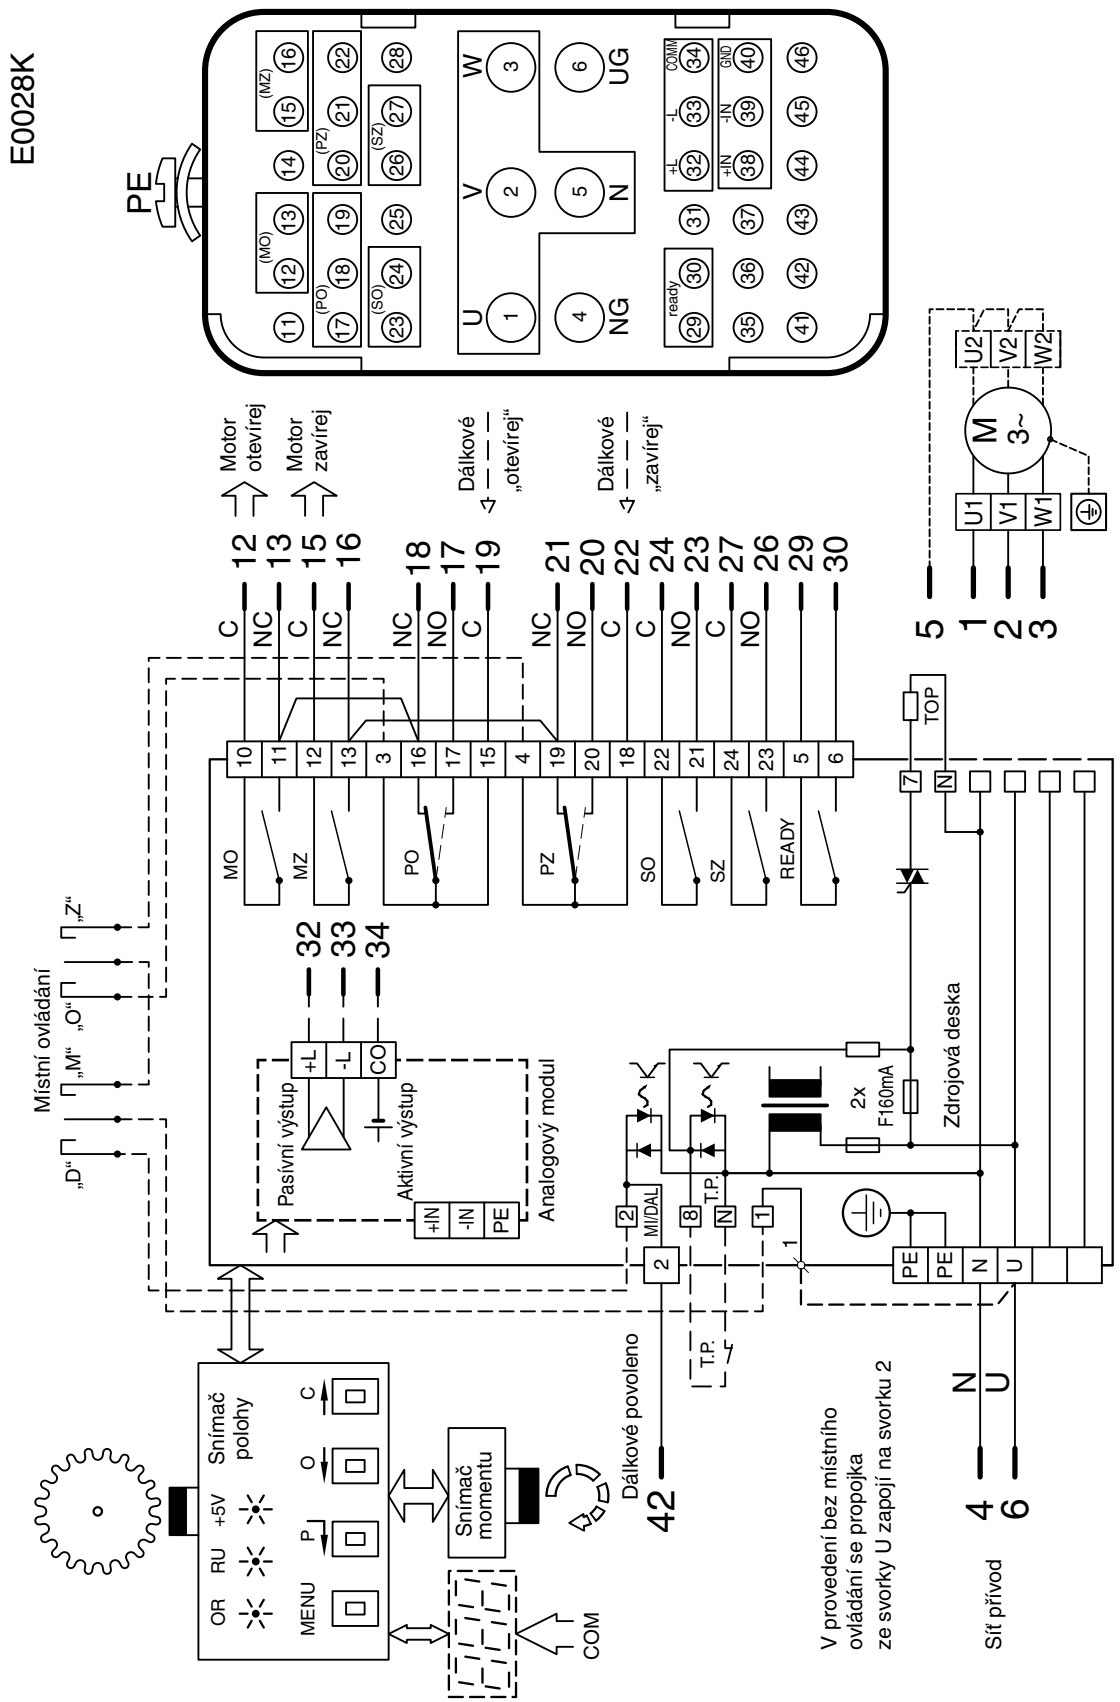 E0028K
PE
(MO)
(MZ)
11
12
13
14
15
16
(PO)
(PZ)
17
18
19
20
21
22
(SO)
(SZ)
23
24
25
26
27
28
U
V
W
1
2
3
4
5
6
NG
N
UG
ready
+L
-L
COMM
29
30
31
32
33
34
+IN
-IN
GND
35
36
37
38
39
40
41
42
43
44
45
46
Motor
otevírej
Motor
zavírej
Dálkové
„otevírej“
Dálkové
„zavírej“
C
12
NC
13
C
15
NC
16
NC
18
NO
17
C
19
NC
21
NO
20
C
22
C
24
NO
23
C
27
NO
26
29
30
10
11
12
13
3
16
17
15
4
19
20
18
22
21
24
23
5
6
MO
MZ
PO
PZ
SO
SZ
READY
Místní ovládání
„D“
„M“
„O“
„Z“
Pasívní výstup
Aktivní výstup
Analogový modul
+L
-L
CO
32
33
34
+IN
-IN
PE
Snímač
polohy
OR
RU
+5V
MENU
P
O
C
Snímač
momentu
COM
Dálkové povoleno
42
2
2
MI/DAL
8
T.P.
N
1
1
T.P.
2x
F160mA
Zdrojová deska
7
N
TOP
PE
PE
N
U
N
U
4
6
Síť přívod
V provedení bez místního
ovládání se propojka
ze svorky U zapojí na svorku 2
5
1
2
3
U1
V1
W1
M
3~
U2
V2
W2